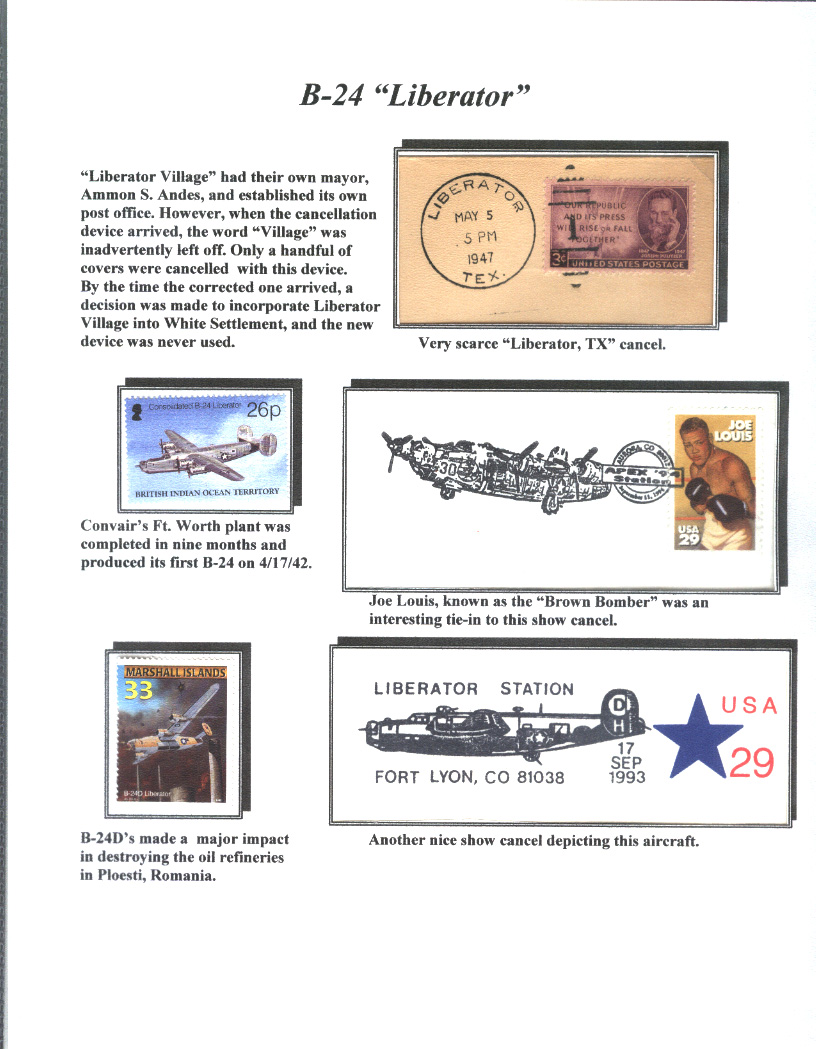 B-24 “Liberator”
“Liberator Village” had their own mayor,
Ammon S. Andes, and established its own
post office. However, when the cancellation
device arrived, the word “Village” was
inadvertently left off. Only a handful of
covers were cancelled with this device.
By the time the corrected one arrived, a
decision was made to incorporate Liberator
Village into White Settlement, and the new
device was never used.
LIBERATOR
MAY 5
5 PM
1947
TEX.
"OUR REPUBLIC
AND ITS PRESS
WILL RISE OR FALL
TOGETHER"
JOSEPH PULITZER
3¢ UNITED STATES POSTAGE
Very scarce “Liberator, TX” cancel.
Consolidated B-24 Liberator 26p
BRITISH INDIAN OCEAN TERRITORY
Convair’s Ft. Worth plant was
completed in nine months and
produced its first B-24 on 4/17/42.
30
AURORA CO
APEX
Station
JOE
LOUIS
USA
29
Joe Louis, known as the “Brown Bomber” was an
interesting tie-in to this show cancel.
MARSHALL ISLANDS
33
B-24D Liberator
B-24D’s made a major impact
in destroying the oil refineries
in Ploesti, Romania.
LIBERATOR STATION
D
H
FORT LYON, CO 81038
17
SEP
1993
USA
29
Another nice show cancel depicting this aircraft.